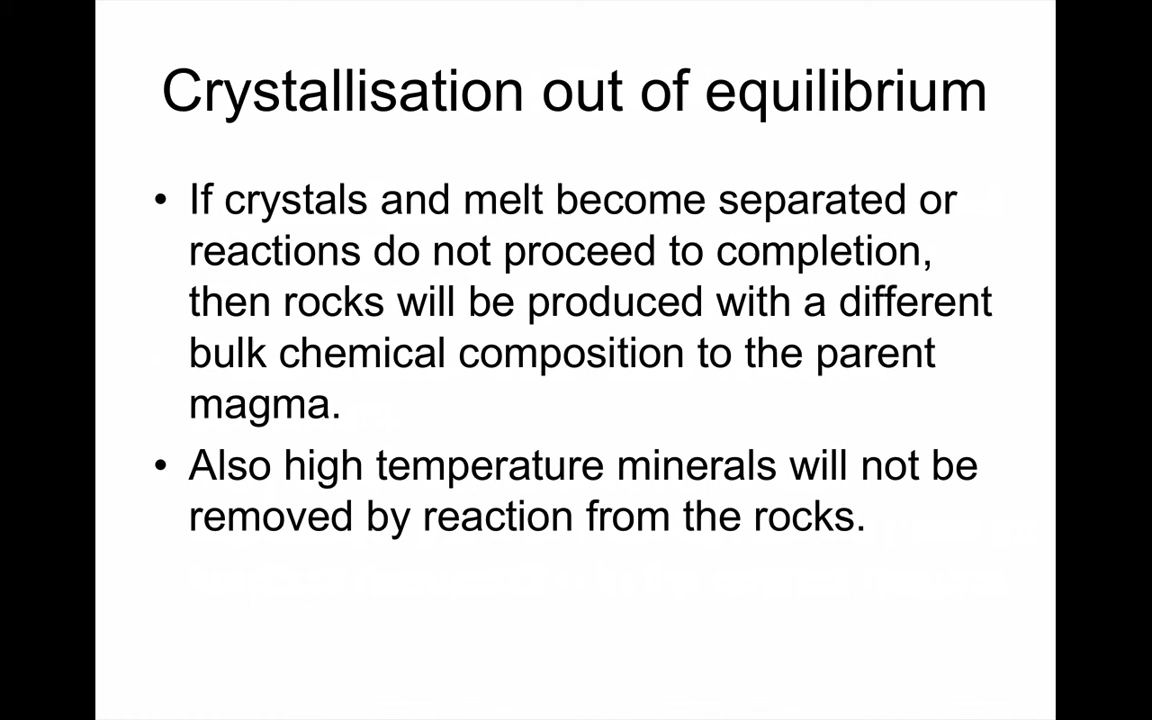 Crystallisation out of equilibrium
• If crystals and melt become separated or
reactions do not proceed to completion,
then rocks will be produced with a different
bulk chemical composition to the parent
magma.
• Also high temperature minerals will not be
removed by reaction from the rocks.